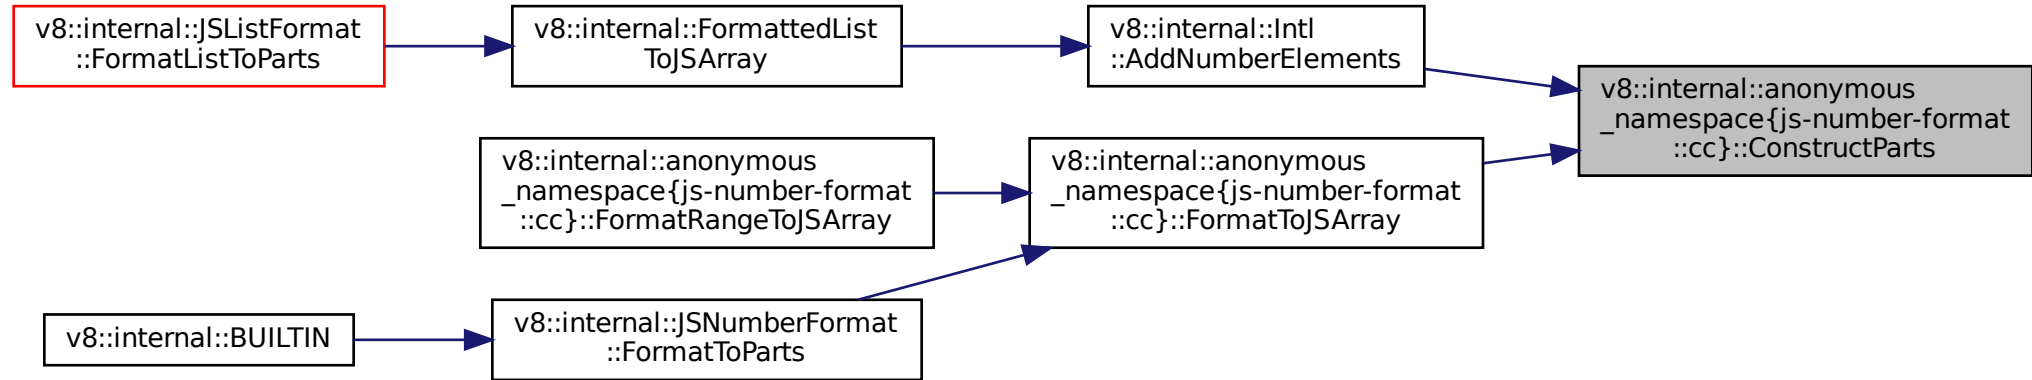 v8::internal::JSListFormat
::FormatListToParts
v8::internal::FormattedList
ToJSArray
v8::internal::Intl
::AddNumberElements
v8::internal::anonymous
_namespace{js-number-format
::cc}::ConstructParts
v8::internal::anonymous
_namespace{js-number-format
::cc}::FormatRangeToJSArray
v8::internal::anonymous
_namespace{js-number-format
::cc}::FormatToJSArray
v8::internal::BUILTIN
v8::internal::JSNumberFormat
::FormatToParts